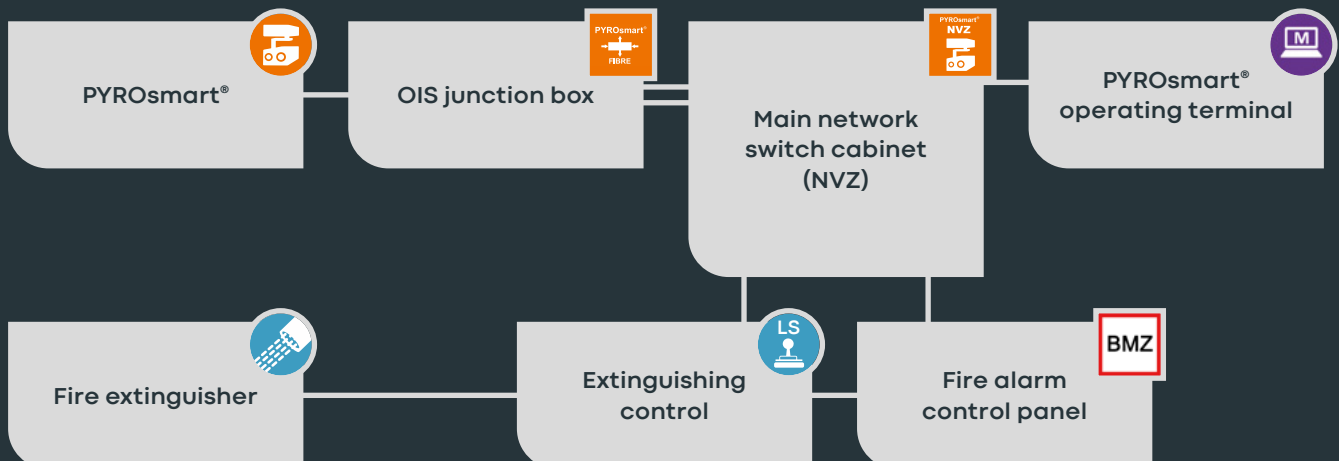 PYROsmart®
PYROsmart®
FIBRE
OIS junction box
PYROsmart®
NVZ
Main network
switch cabinet
(NVZ)
M
PYROsmart®
operating terminal
Fire extinguisher
LS
Extinguishing
control
BMZ
Fire alarm
control panel